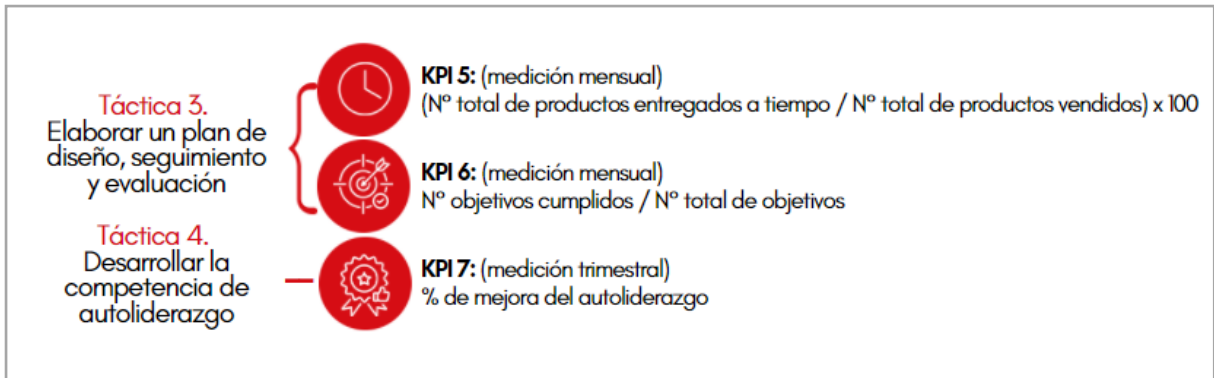 Táctica 3.
Elaborar un plan de
diseño, seguimiento
y evaluación
KPI 5: (medición mensual)
(Nº total de productos entregados a tiempo / Nº total de productos vendidos) x 100
KPI 6: (medición mensual)
Nº objetivos cumplidos / Nº total de objetivos
Táctica 4.
Desarrollar la
competencia de
autoliderazgo
KPI 7: (medición trimestral)
% de mejora del autoliderazgo